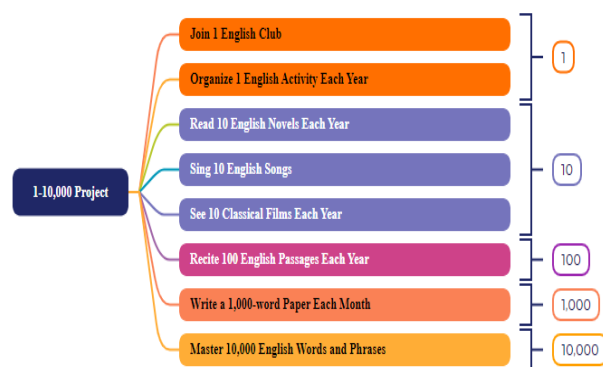 Join 1 English Club
Organize 1 English Activity Each Year
1
Read 10 English Novels Each Year
Sing 10 English Songs
See 10 Classical Films Each Year
10
1-10,000 Project
Recite 100 English Passages Each Year
100
Write a 1,000-word Paper Each Month
1,000
Master 10,000 English Words and Phrases
10,000